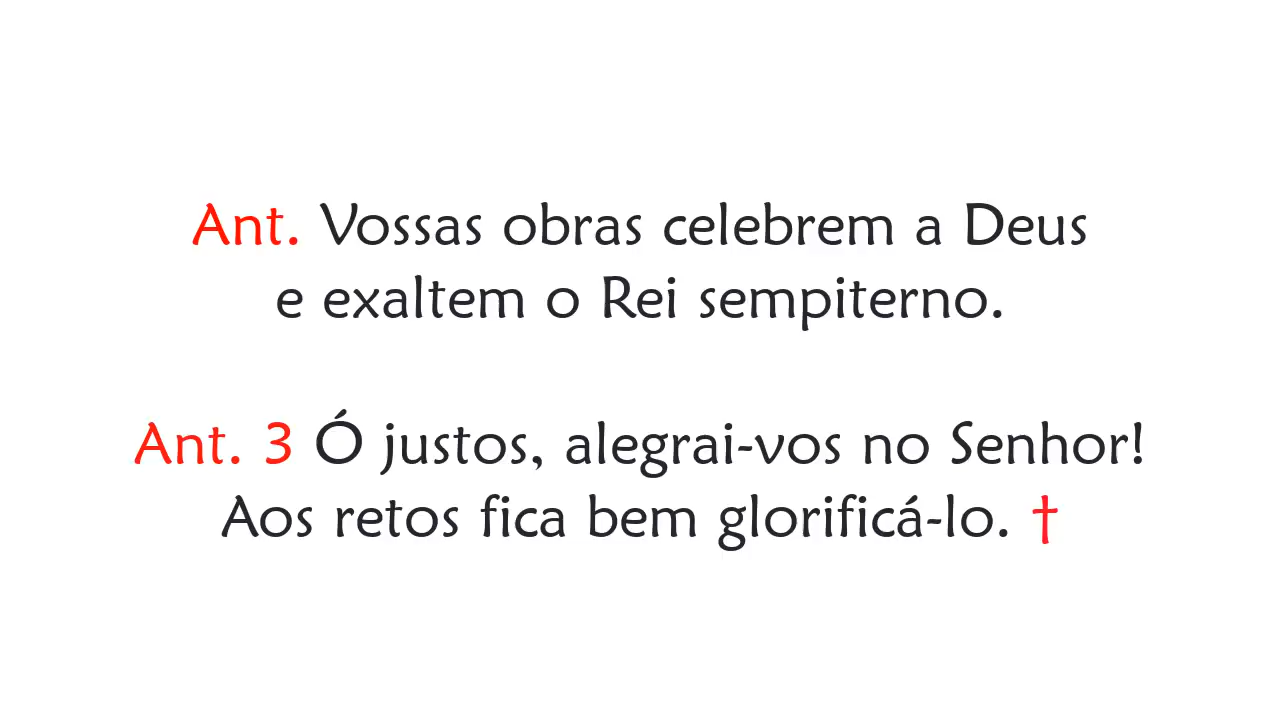 Ant. Vossas obras celebrem a Deus
e exaltem o Rei sempiterno.
Ant. 3 Ó justos, alegrai-vos no Senhor!
Aos retos fica bem glorificá-lo. †